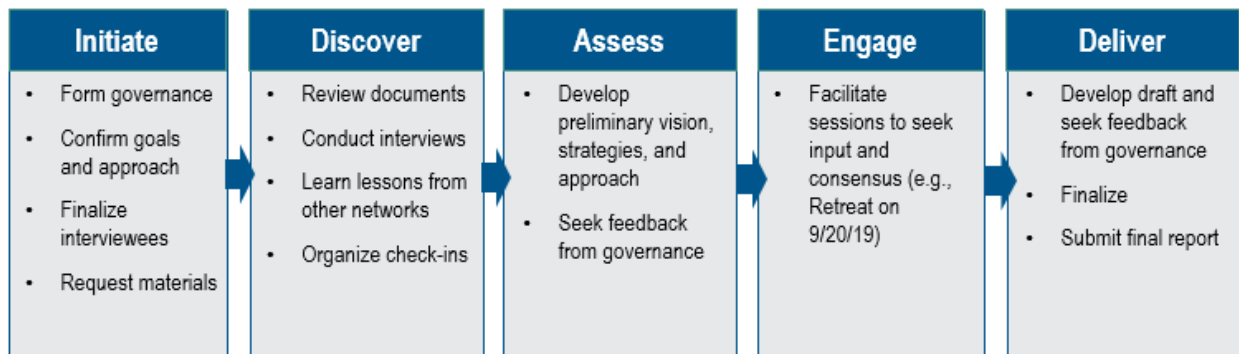 Initiate
• Form governance
• Confirm goals
and approach
• Finalize
interviewees
• Request materials
Discover
• Review documents
• Conduct interviews
• Learn lessons from
other networks
• Organize check-ins
Assess
• Develop
preliminary vision,
strategies, and
approach
• Seek feedback
from governance
Engage
• Facilitate
sessions to seek
input and
consensus (e.g.,
Retreat on
9/20/19)
Deliver
• Develop draft and
seek feedback
from governance
• Finalize
• Submit final report